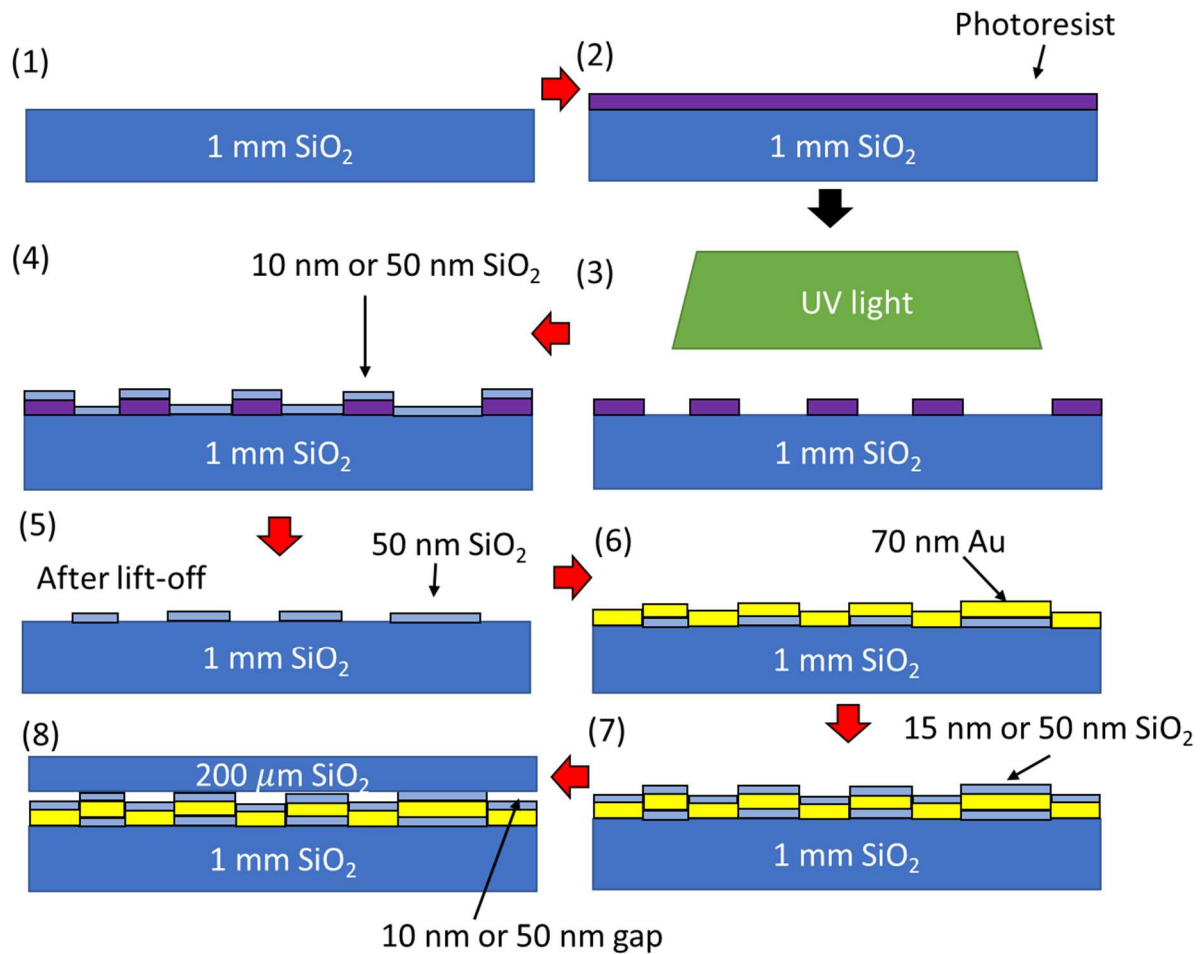 (1)
1 mm SiO₂
(2)
Photoresist
1 mm SiO₂
(3)
UV light
1 mm SiO₂
(4)
10 nm or 50 nm SiO₂
1 mm SiO₂
(5)
50 nm SiO₂
After lift-off
1 mm SiO₂
(6)
70 nm Au
1 mm SiO₂
(7)
15 nm or 50 nm SiO₂
1 mm SiO₂
(8)
200 μm SiO₂
1 mm SiO₂
10 nm or 50 nm gap